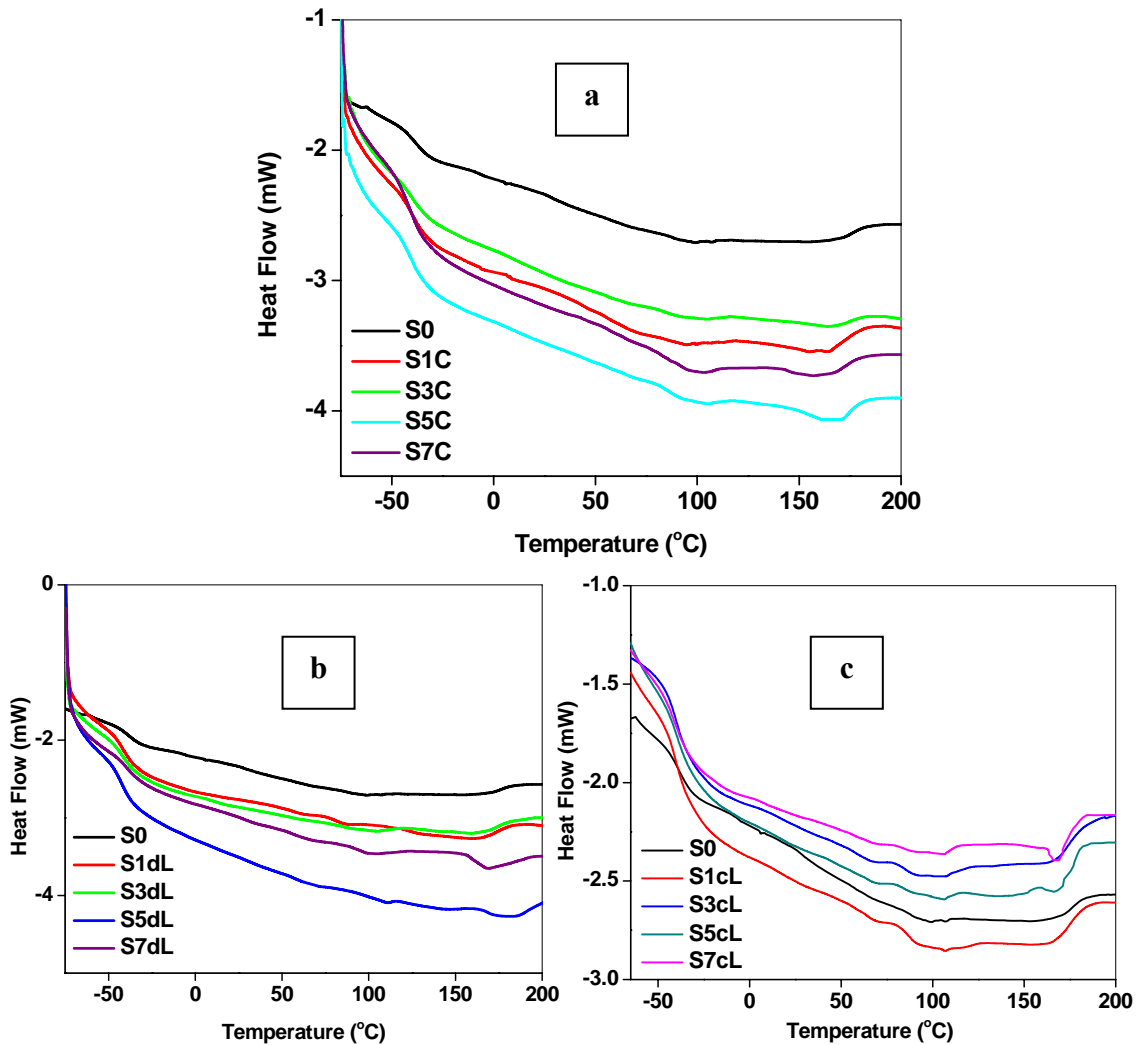 a
-1
-2
-3
-4
Heat Flow (mW)
S0
S1C
S3C
S5C
S7C
-50 0 50 100 150 200
Temperature (°C)
b
0
-2
-4
Heat Flow (mW)
S0
S1dL
S3dL
S5dL
S7dL
-50 0 50 100 150 200
Temperature (°C)
c
-1.0
-1.5
-2.0
-2.5
-3.0
Heat Flow (mW)
S0
S1cL
S3cL
S5cL
S7cL
-50 0 50 100 150 200
Temperature (°C)